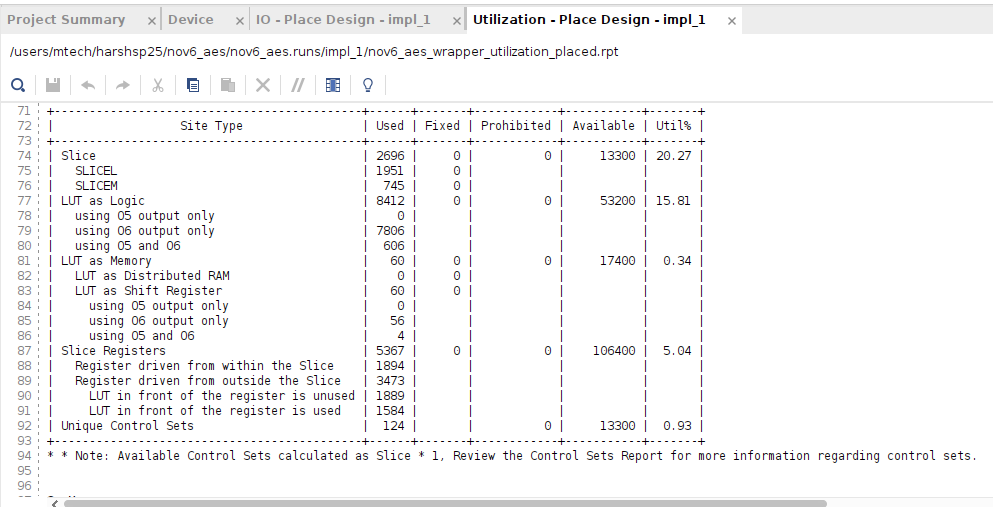 Project Summary × Device × IO - Place Design - impl_1 × Utilization - Place Design - impl_1 ×
/users/mtech/harshsp25/nov6_aes/nov6_aes.runs/impl_1/nov6_aes_wrapper_utilization_placed.rpt
71 +--------------------------------------------+------+-------+------------+-----------+-------+
72 | Site Type | Used | Fixed | Prohibited | Available | Util% |
73 +--------------------------------------------+------+-------+------------+-----------+-------+
74 | Slice | 2696 | 0 | 0 | 13300 | 20.27 |
75 | SLICEL | 1951 | 0 | | | |
76 | SLICEM | 745 | 0 | | | |
77 | LUT as Logic | 8412 | 0 | 0 | 53200 | 15.81 |
78 | using O5 output only | 0 | | | | |
79 | using O6 output only | 7806 | | | | |
80 | using O5 and O6 | 606 | | | | |
81 | LUT as Memory | 60 | 0 | 0 | 17400 | 0.34 |
82 | LUT as Distributed RAM | 0 | 0 | | | |
83 | LUT as Shift Register | 60 | 0 | | | |
84 | using O5 output only | 0 | | | | |
85 | using O6 output only | 56 | | | | |
86 | using O5 and O6 | 4 | | | | |
87 | Slice Registers | 5367 | 0 | 0 | 106400 | 5.04 |
88 | Register driven from within the Slice | 1894 | | | | |
89 | Register driven from outside the Slice | 3473 | | | | |
90 | LUT in front of the register is unused | 1889 | | | | |
91 | LUT in front of the register is used | 1584 | | | | |
92 | Unique Control Sets | 124 | | 0 | 13300 | 0.93 |
93 +--------------------------------------------+------+-------+------------+-----------+-------+
94 * * Note: Available Control Sets calculated as Slice * 1, Review the Control Sets Report for more information regarding control sets.
95
96